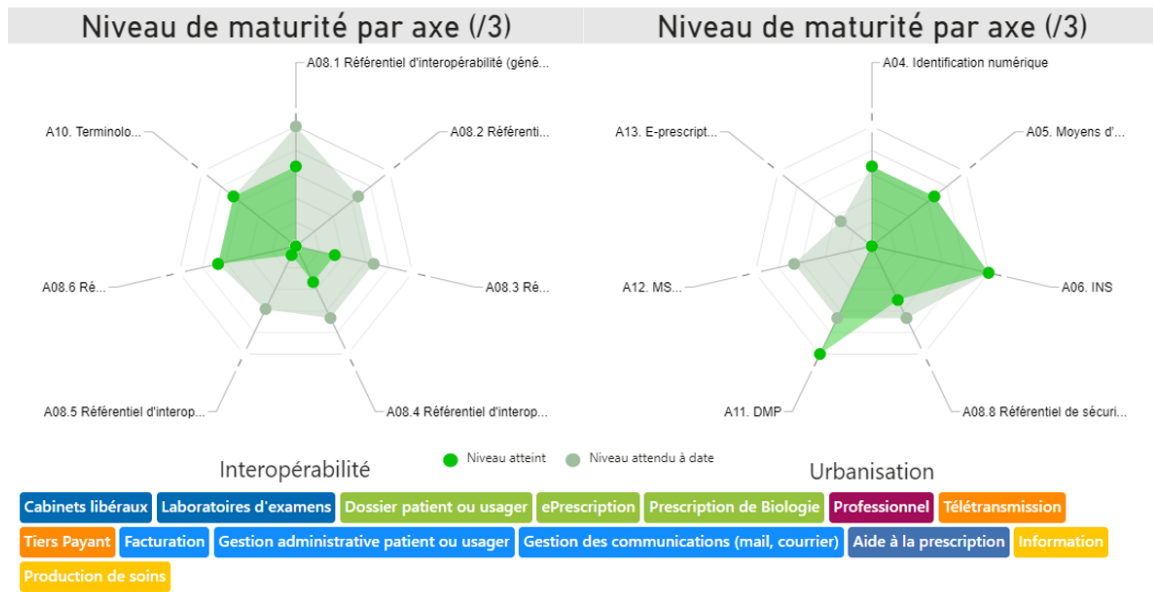 Niveau de maturité par axe (/3)
Niveau de maturité par axe (/3)
A08.1 Référentiel d'interopérabilité (géné...
A10. Terminolo...
A08.2 Référenti...
A08.6 Ré...
A08.3 Ré...
A08.5 Référentiel d'interop...
A08.4 Référentiel d'interop...
A04. Identification numérique
A13. E-prescript...
A05. Moyens d'...
A12. MS...
A06. INS
A11. DMP
A08.8 Référentiel de sécuri...
Interopérabilité
Niveau atteint
Niveau attendu à date
Urbanisation
Cabinets libéraux Laboratoires d'examens Dossier patient ou usager ePrescription Prescription de Biologie Professionnel Télétransmission
Tiers Payant Facturation Gestion administrative patient ou usager Gestion des communications (mail, courrier) Aide à la prescription Information
Production de soins